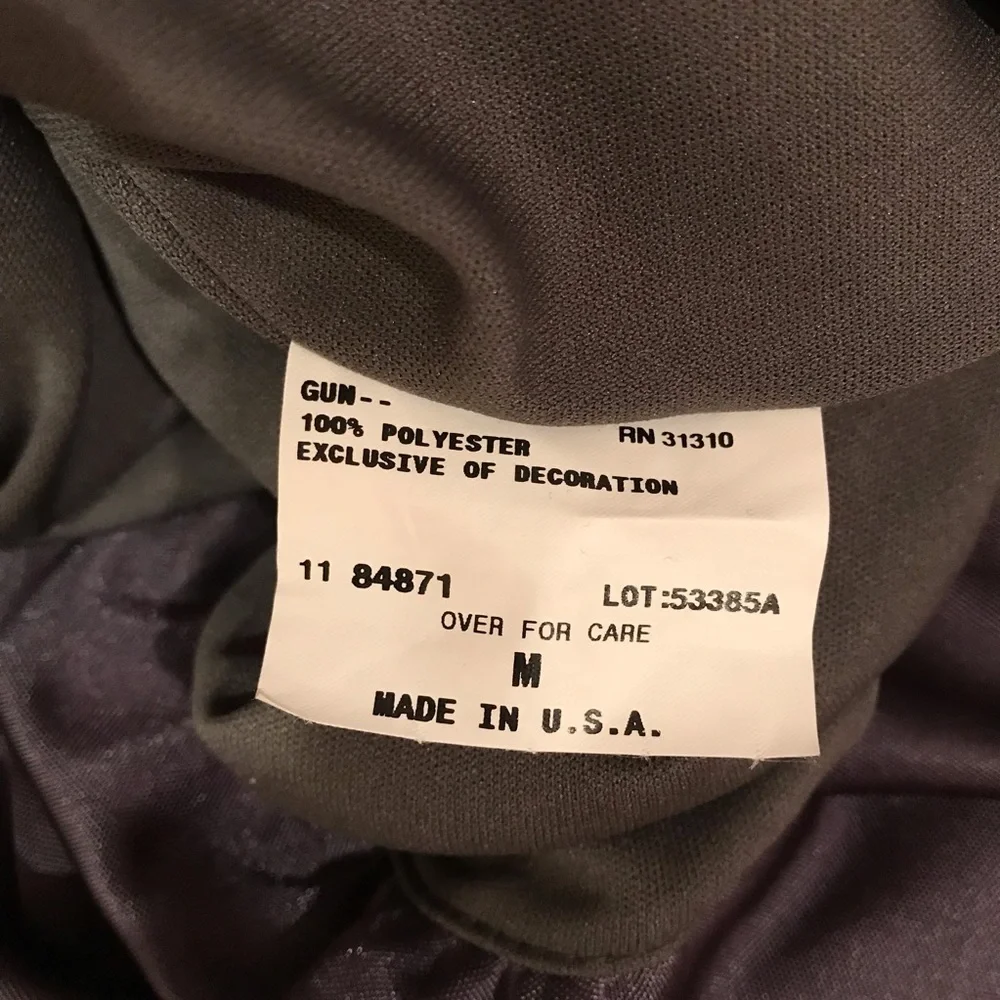 GUN--
100% POLYESTER RN 31310
EXCLUSIVE OF DECORATION
11 84871 LOT:53385A
OVER FOR CARE
M
MADE IN U.S.A.